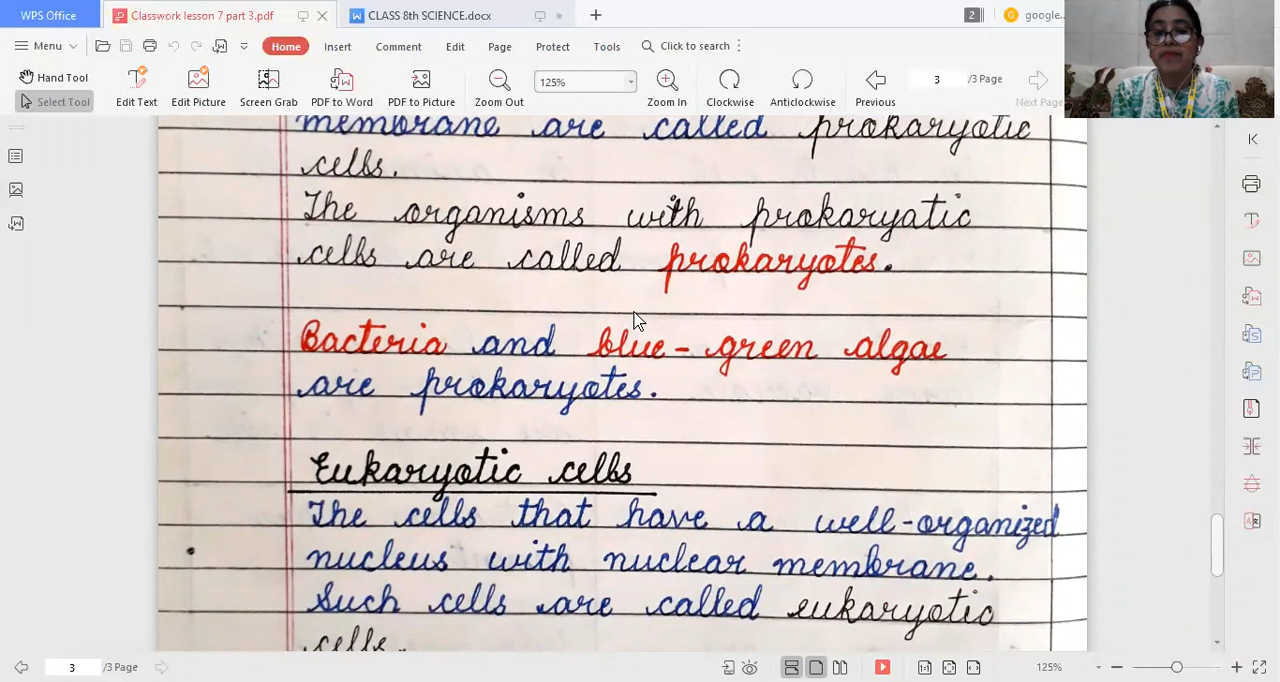 WPS Office
Classwork lesson 7 part 3.pdf
CLASS 8th SCIENCE.docx
2
google...
Menu
Home
Insert
Comment
Edit
Page
Protect
Tools
Click to search
Hand Tool
Select Tool
Edit Text
Edit Picture
Screen Grab
PDF to Word
PDF to Picture
Zoom Out
125%
Zoom In
Clockwise
Anticlockwise
Previous
3
/3 Page
Next Page
membrane are called prokaryotic
cells.
The organisms with prokaryatic
cells are called prokaryotes.
Bacteria and blue-green algae
are prokaryotes.
Eukaryotic cells
The cells that have a well-organized
nucleus with nuclear membrane.
Such cells are called eukaryotic
cells.
3
/3 Page
125%